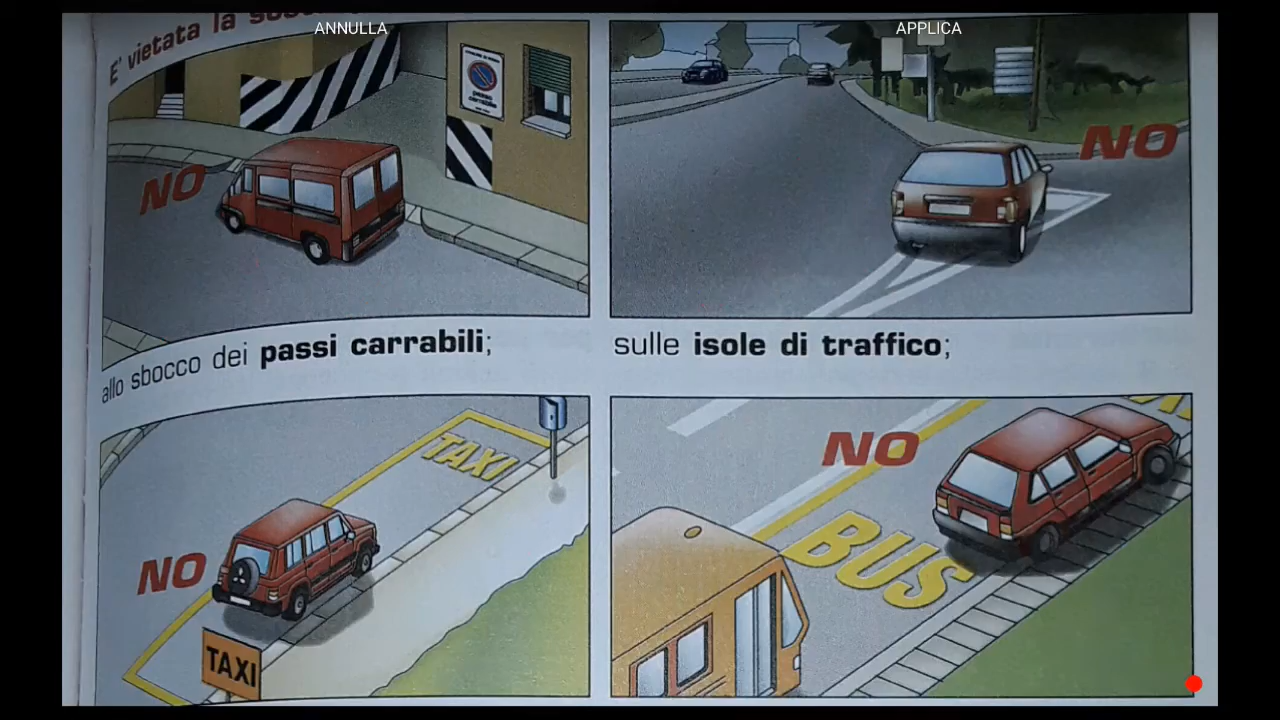 ANNULLA
APPLICA
E' vietata la
NO
NO
allo sbocco dei passi carrabili;
sulle isole di traffico;
TAXI
NO
TAXI
NO
BUS